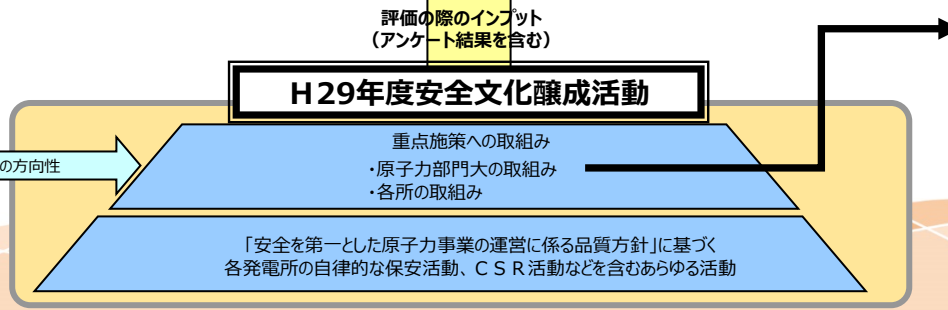 評価の際のインプット
（アンケート結果を含む）
Ｈ29年度安全文化醸成活動
重点施策への取組み
の方向性
・原子力部門大の取組み
・各所の取組み
「安全を第一とした原子力事業の運営に係る品質方針」に基づく
各発電所の自律的な保安活動、ＣＳＲ活動などを含むあらゆる活動